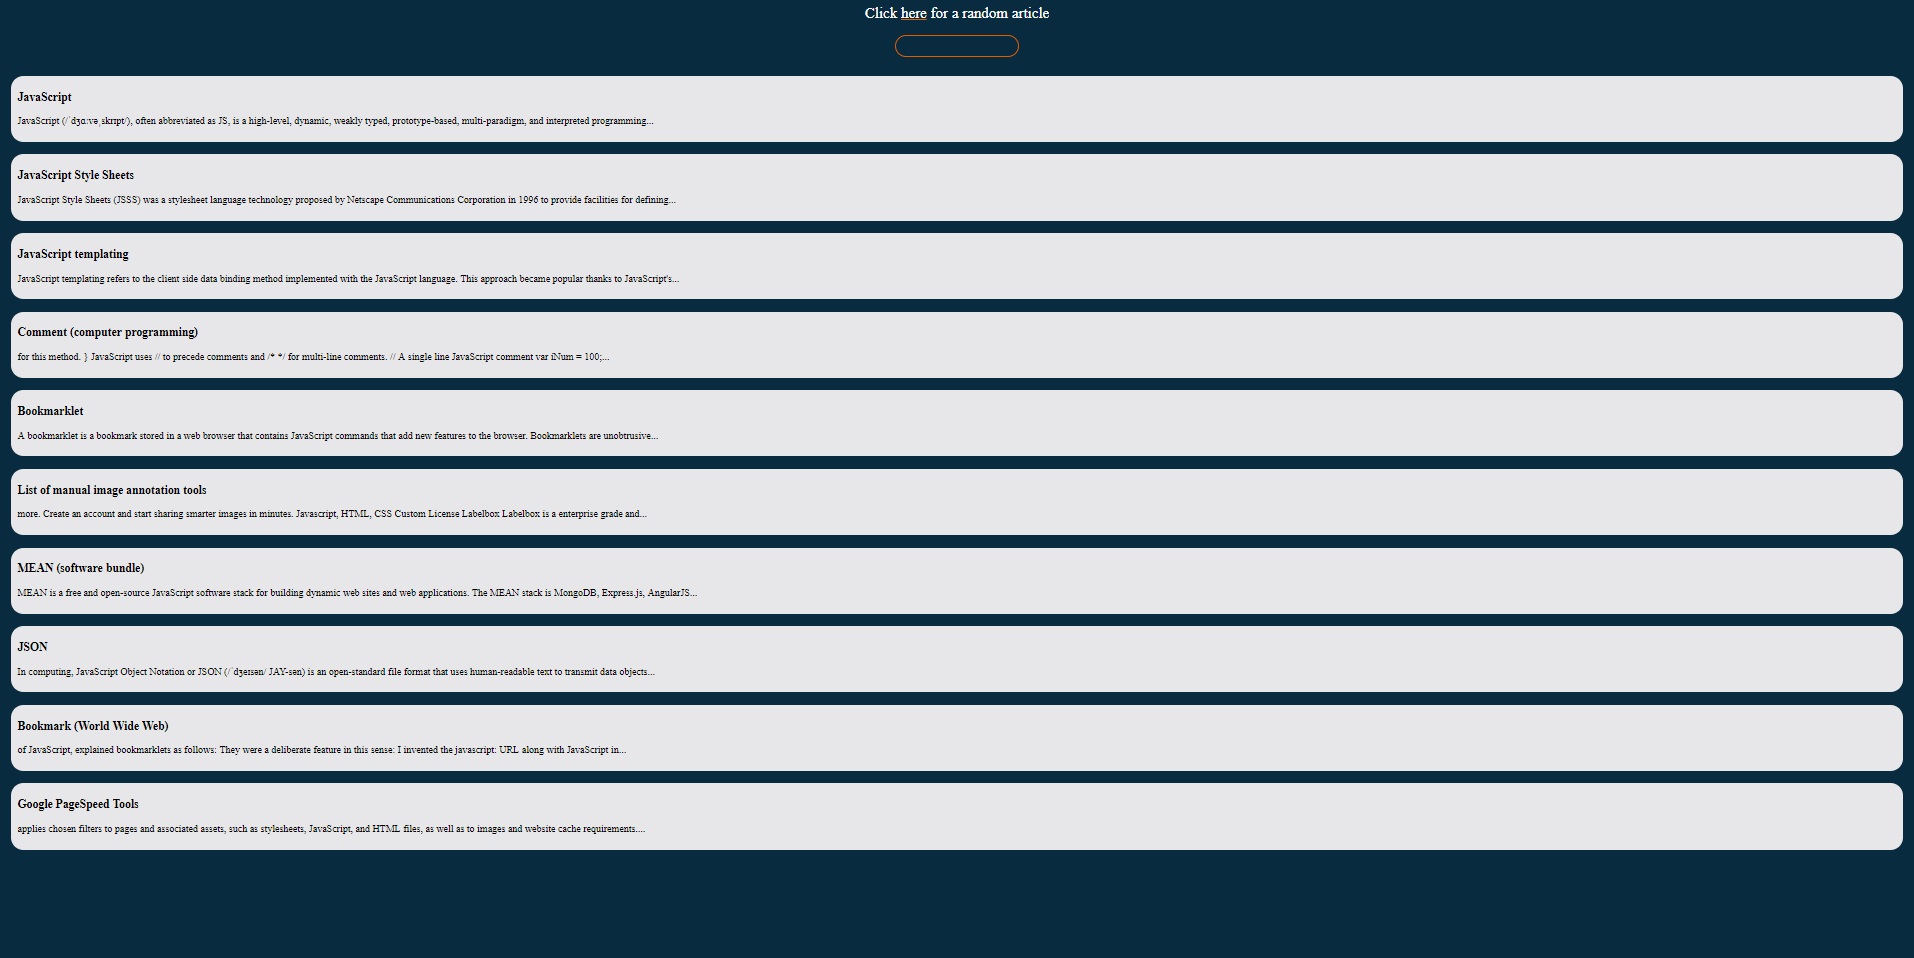 Click here for a random article
JavaScript
JavaScript (/ˈdʒɑːvəˌskrɪpt/), often abbreviated as JS, is a high-level, dynamic, weakly typed, prototype-based, multi-paradigm, and interpreted programming...
JavaScript Style Sheets
JavaScript Style Sheets (JSSS) was a stylesheet language technology proposed by Netscape Communications Corporation in 1996 to provide facilities for defining...
JavaScript templating
JavaScript templating refers to the client side data binding method implemented with the JavaScript language. This approach became popular thanks to JavaScript's...
Comment (computer programming)
for this method. } JavaScript uses // to precede comments and /* */ for multi-line comments. // A single line JavaScript comment var iNum = 100;...
Bookmarklet
A bookmarklet is a bookmark stored in a web browser that contains JavaScript commands that add new features to the browser. Bookmarklets are unobtrusive...
List of manual image annotation tools
more. Create an account and start sharing smarter images in minutes. Javascript, HTML, CSS Custom License Labelbox Labelbox is a enterprise grade and...
MEAN (software bundle)
MEAN is a free and open-source JavaScript software stack for building dynamic web sites and web applications. The MEAN stack is MongoDB, Express.js, AngularJS...
JSON
In computing, JavaScript Object Notation or JSON (/ˈdʒeɪsən/ JAY-sən) is an open-standard file format that uses human-readable text to transmit data objects...
Bookmark (World Wide Web)
of JavaScript, explained bookmarklets as follows: They were a deliberate feature in this sense: I invented the javascript: URL along with JavaScript in...
Google PageSpeed Tools
applies chosen filters to pages and associated assets, such as stylesheets, JavaScript, and HTML files, as well as to images and website cache requirements....